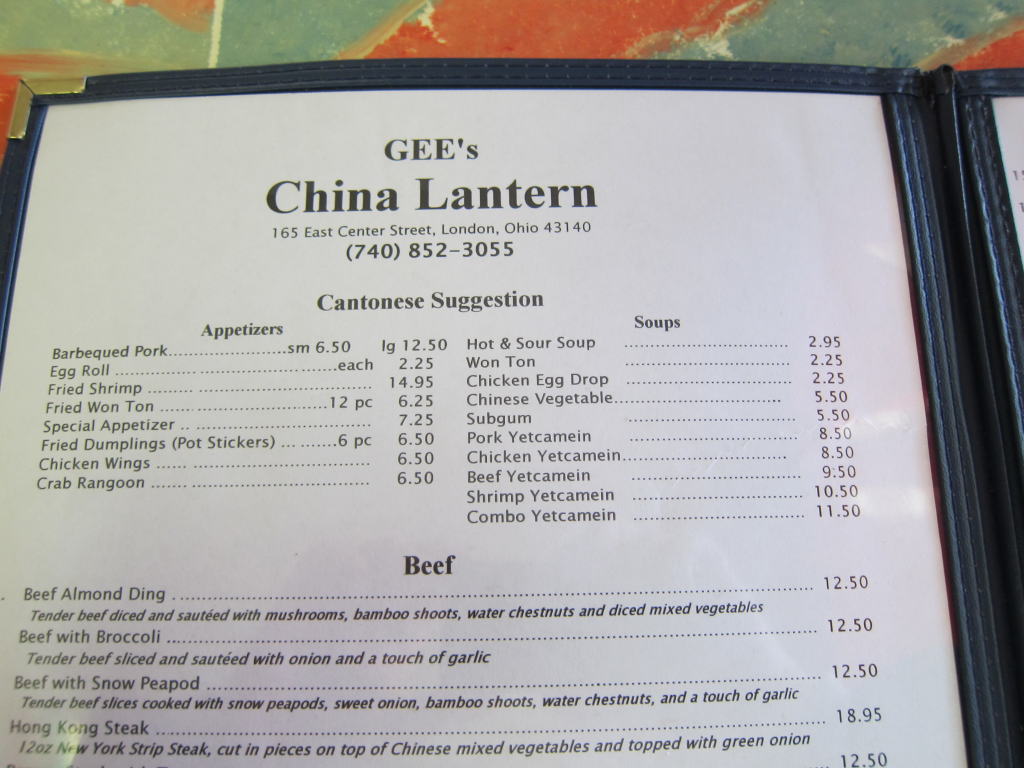 GEE's
China Lantern
165 East Center Street, London, Ohio 43140
(740) 852-3055
Cantonese Suggestion
Appetizers
Barbequed Pork........................sm 6.50 lg 12.50
Egg Roll ........................................each 2.25
Fried Shrimp ........................................ 14.95
Fried Won Ton ..................................12 pc 6.25
Special Appetizer .. .............................. 7.25
Fried Dumplings (Pot Stickers) ... .......6 pc 6.50
Chicken Wings ...... .............................. 6.50
Crab Rangoon ....... .............................. 6.50
Soups
Hot & Sour Soup .............................. 2.95
Won Ton .............................. 2.25
Chicken Egg Drop .............................. 2.25
Chinese Vegetable.............................. 5.50
Subgum .............................. 5.50
Pork Yetcamein .............................. 8.50
Chicken Yetcamein.............................. 8.50
Beef Yetcamein .............................. 9.50
Shrimp Yetcamein .............................. 10.50
Combo Yetcamein .............................. 11.50
Beef
Beef Almond Ding ............................................................ 12.50
Tender beef diced and sautéed with mushrooms, bamboo shoots, water chestnuts and diced mixed vegetables
Beef with Broccoli ............................................................ 12.50
Tender beef sliced and sautéed with onion and a touch of garlic
Beef with Snow Peapod ............................................................ 12.50
Tender beef slices cooked with snow peapods, sweet onion, bamboo shoots, water chestnuts, and a touch of garlic
Hong Kong Steak ............................................................ 18.95
12oz New York Strip Steak, cut in pieces on top of Chinese mixed vegetables and topped with green onion
12.50